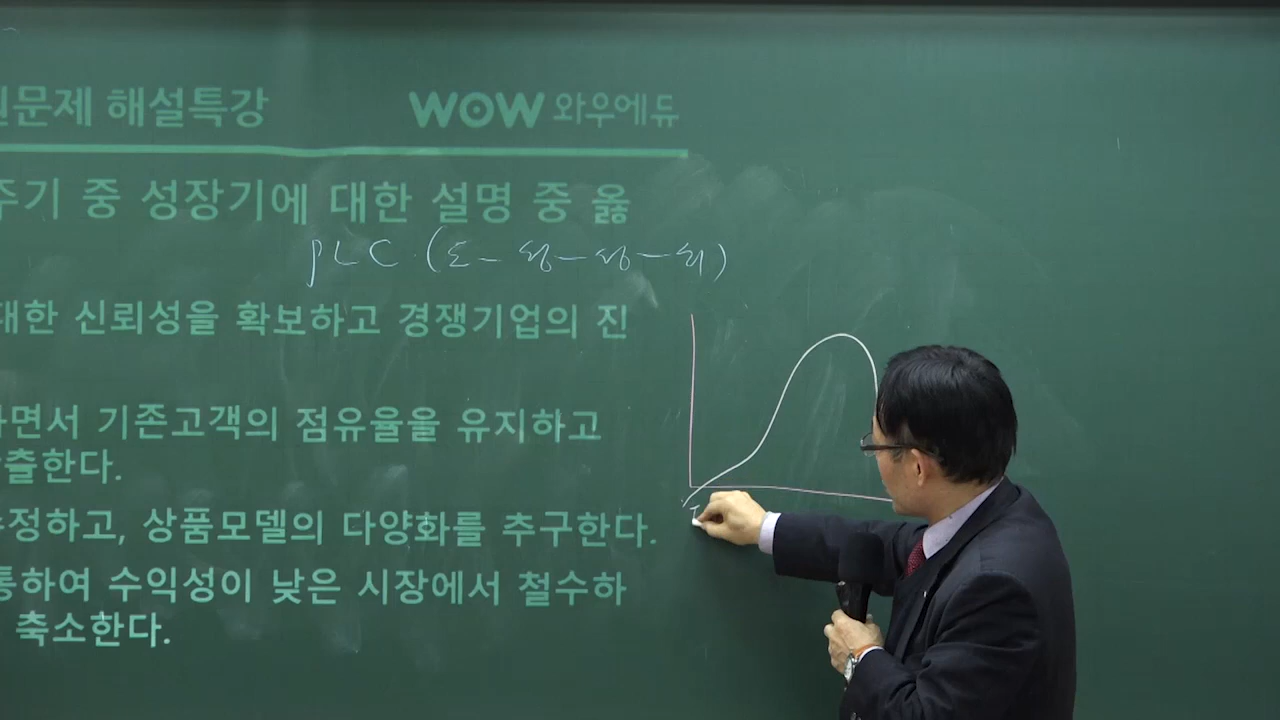 문제 해설특강
WOW 와우에듀
주기 중 성장기에 대한 설명 중 옳
PLC (도 - 성 - 성 - 쇠)
대한 신뢰성을 확보하고 경쟁기업의 진
하면서 기존고객의 점유율을 유지하고
출한다.
정하고, 상품모델의 다양화를 추구한다.
통하여 수익성이 낮은 시장에서 철수하
축소한다.